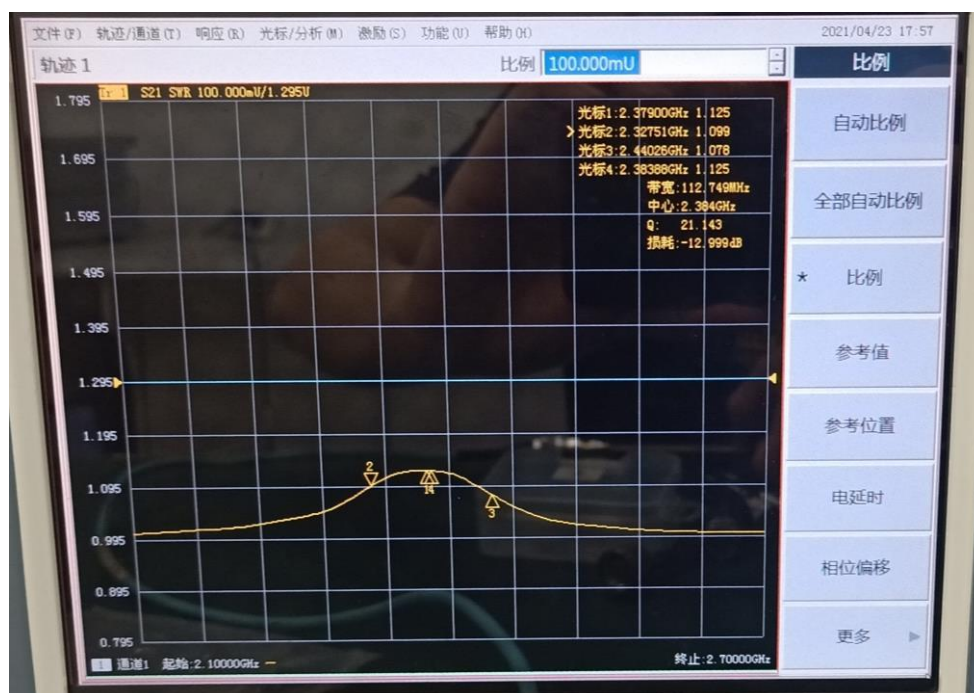 文件(F) 轨迹/通道(T) 响应(R) 光标/分析(M) 激励(S) 功能(U) 帮助(H) 2021/04/23 17:57
轨迹 1 比例 100.000mU 比例
Tr 1 S21 SWR 100.000mU/1.295U
1.795
1.695
1.595
1.495
1.395
1.295
1.195
1.095
0.995
0.895
0.795
光标1:2.37900GHz 1.125
>光标2:2.32751GHz 1.099
光标3:2.44026GHz 1.078
光标4:2.38388GHz 1.125
带宽:112.749MHz
中心:2.384GHz
Q: 21.143
损耗:-12.999dB
2
14
3
1 通道1 起始:2.10000GHz — 终止:2.70000GHz
自动比例
全部自动比例
* 比例
参考值
参考位置
电延时
相位偏移
更多